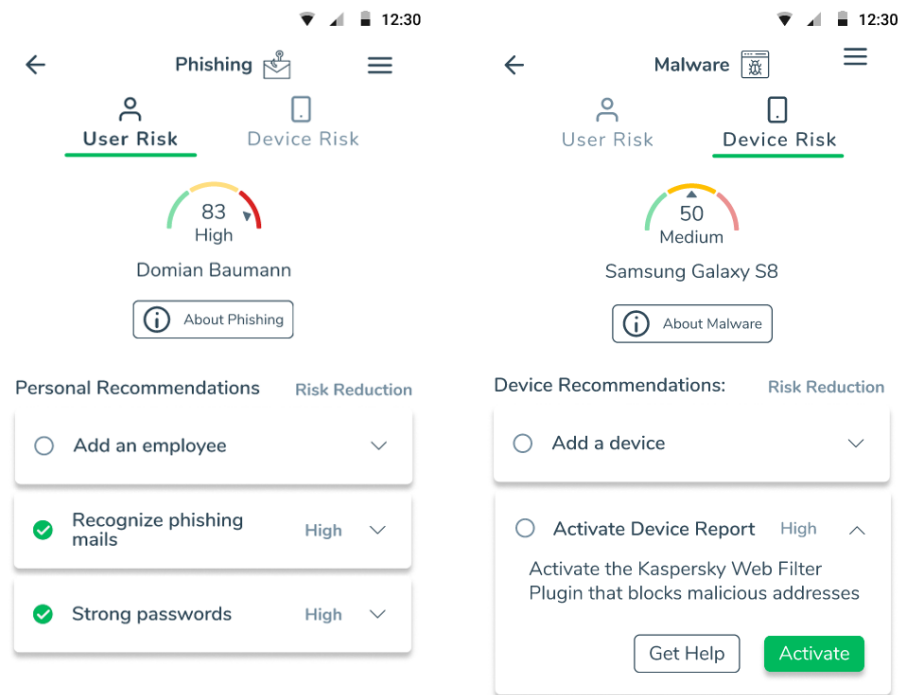 12:30
Phishing
User Risk
Device Risk
83
High
Domian Baumann
About Phishing
Personal Recommendations
Risk Reduction
Add an employee
Recognize phishing
mails
High
Strong passwords
High
12:30
Malware
User Risk
Device Risk
50
Medium
Samsung Galaxy S8
About Malware
Device Recommendations:
Risk Reduction
Add a device
Activate Device Report
High
Activate the Kaspersky Web Filter
Plugin that blocks malicious addresses
Get Help
Activate